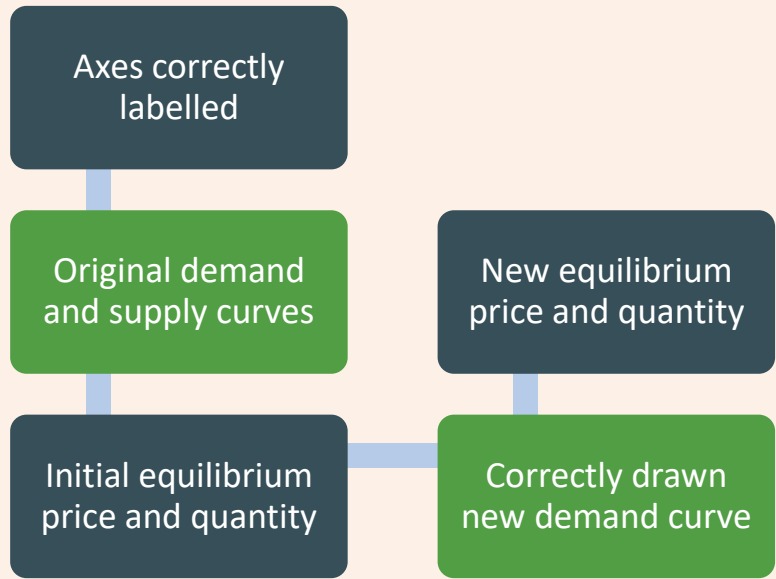 Axes correctly
labelled
Original demand
and supply curves
Initial equilibrium
price and quantity
Correctly drawn
new demand curve
New equilibrium
price and quantity